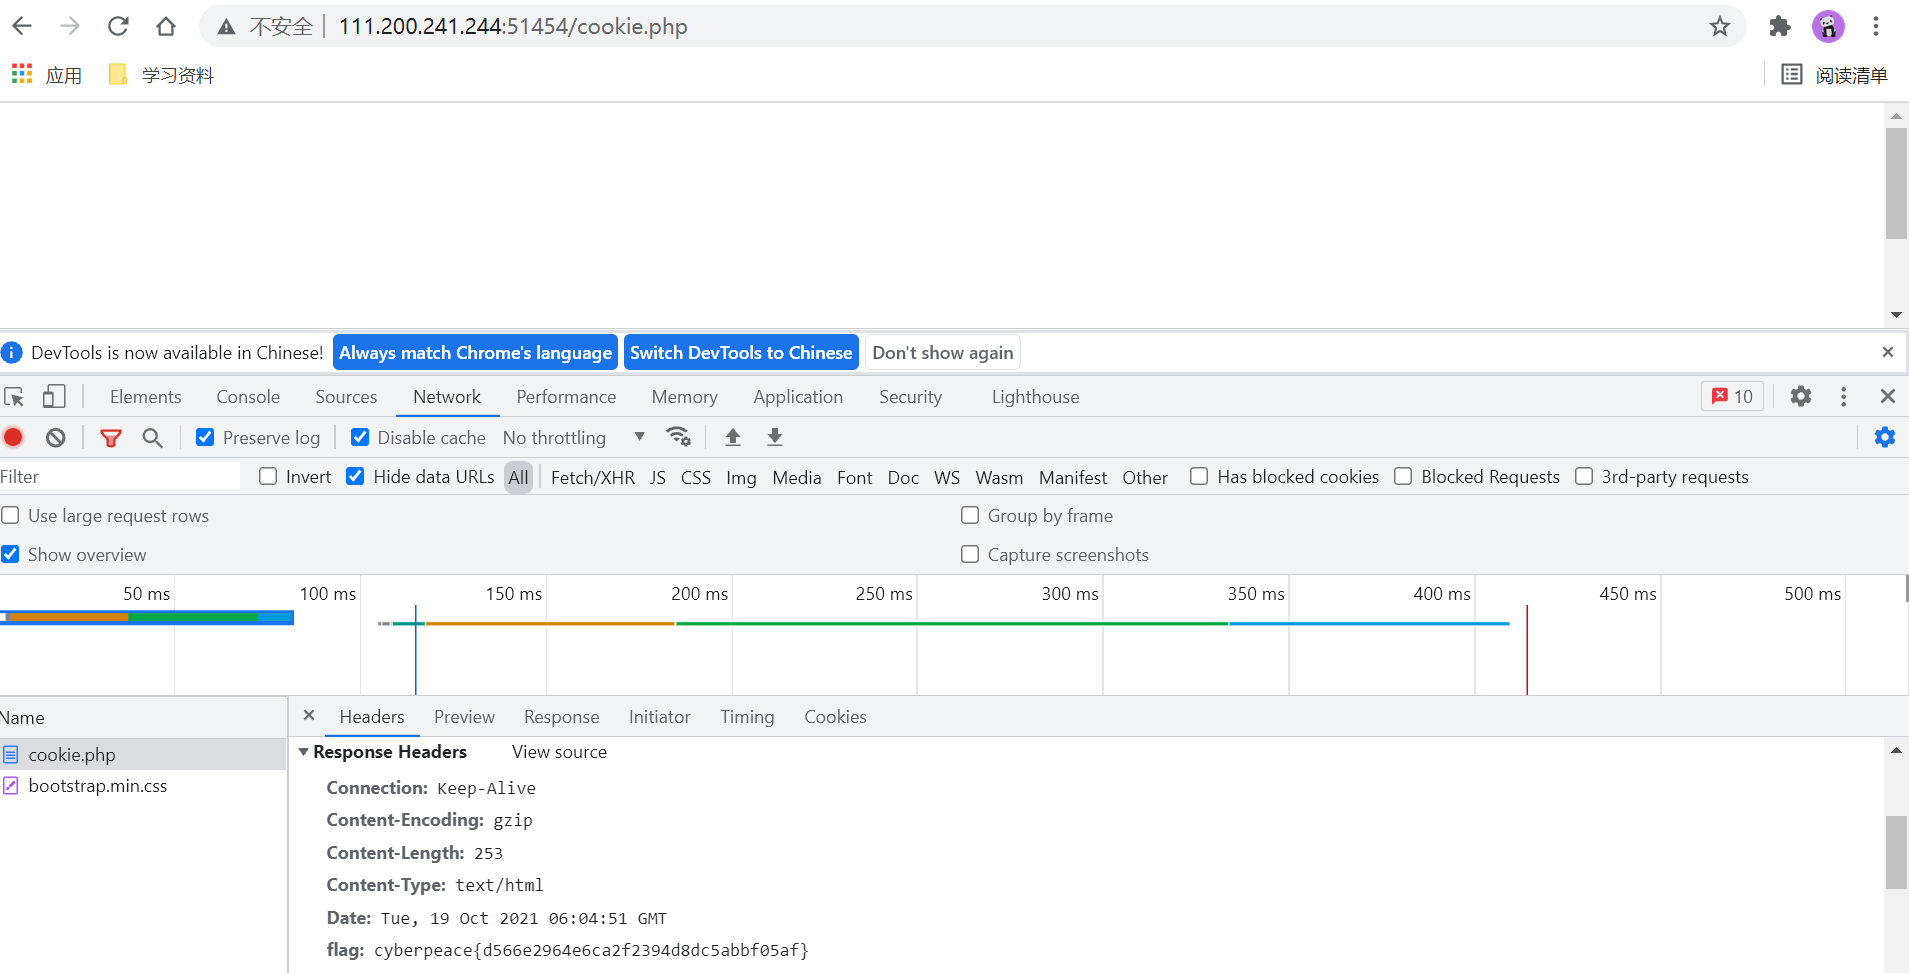 不安全 111.200.241.244:51454/cookie.php
应用 学习资料 阅读清单
DevTools is now available in Chinese! Always match Chrome's language Switch DevTools to Chinese Don't show again
Elements Console Sources Network Performance Memory Application Security Lighthouse 10
Preserve log Disable cache No throttling
Filter Invert Hide data URLs All Fetch/XHR JS CSS Img Media Font Doc WS Wasm Manifest Other Has blocked cookies Blocked Requests 3rd-party requests
Use large request rows Group by frame
Show overview Capture screenshots
50 ms 100 ms 150 ms 200 ms 250 ms 300 ms 350 ms 400 ms 450 ms 500 ms
Name Headers Preview Response Initiator Timing Cookies
cookie.php
bootstrap.min.css
Response Headers View source
Connection: Keep-Alive
Content-Encoding: gzip
Content-Length: 253
Content-Type: text/html
Date: Tue, 19 Oct 2021 06:04:51 GMT
flag: cyberpeace{d566e2964e6ca2f2394d8dc5abbf05af}